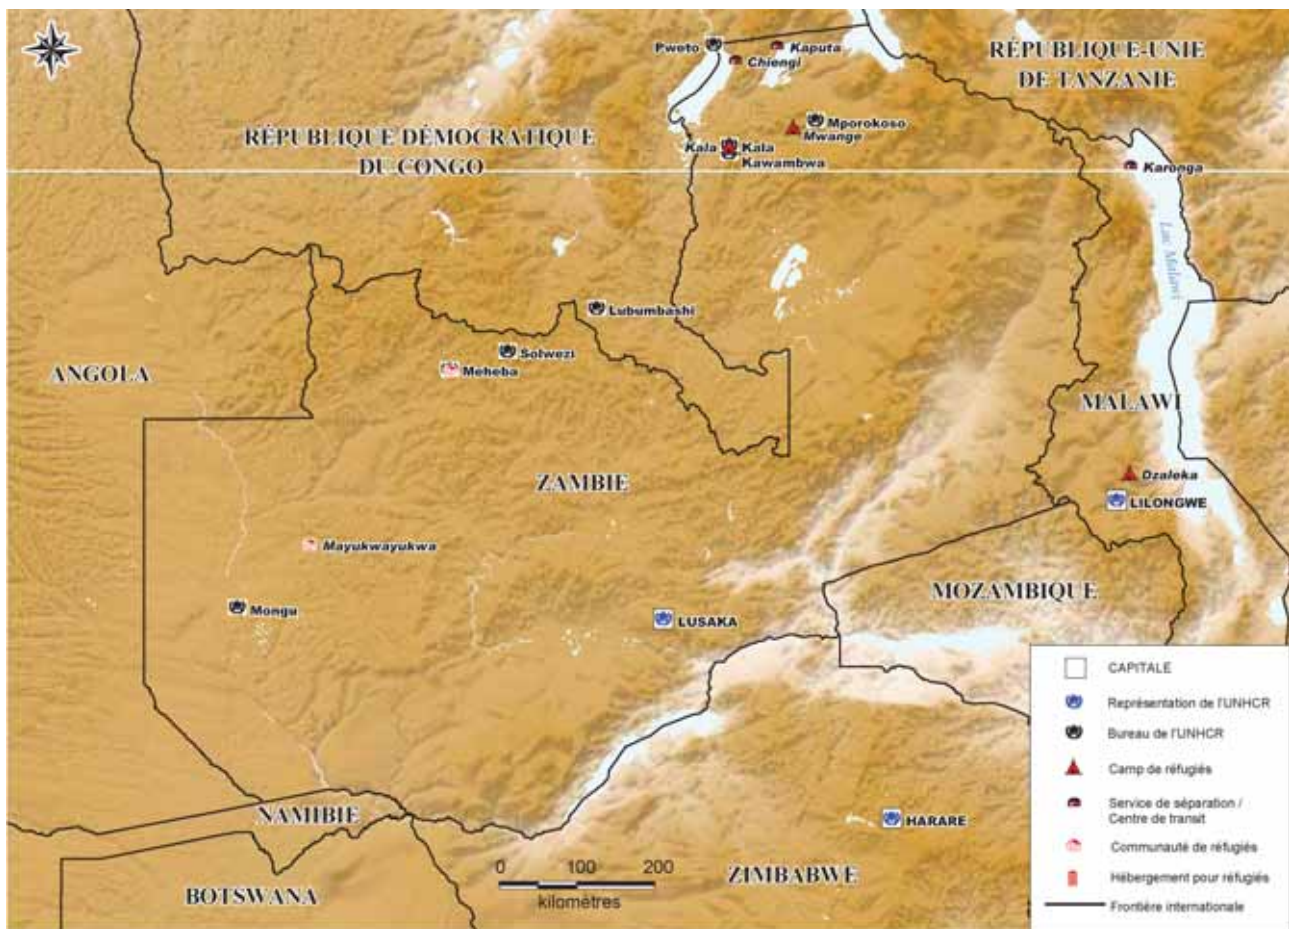 Pweto
Kaputa
Chiengi
RÉPUBLIQUE-UNIE
DE TANZANIE
RÉPUBLIQUE DÉMOCRATIQUE
DU CONGO
Mporokoso
Mwange
Kala
Kala
Kawambwa
Karonga
Lac Malawi
Lubumbashi
Solwezi
Meheba
ANGOLA
MALAWI
ZAMBIE
Dzaleka
LILONGWE
Mayukwayukwa
MOZAMBIQUE
Mongu
LUSAKA
NAMIBIE
HARARE
BOTSWANA
ZIMBABWE
0 100 200
kilomètres
CAPITALE
Représentation de l'UNHCR
Bureau de l'UNHCR
Camp de réfugiés
Service de séparation /
Centre de transit
Communauté de réfugiés
Hébergement pour réfugiés
Frontière internationale